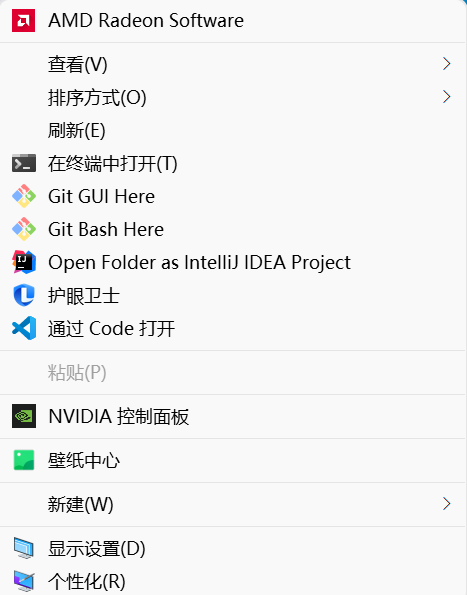 AMD Radeon Software
查看(V)
排序方式(O)
刷新(E)
在终端中打开(T)
Git GUI Here
Git Bash Here
Open Folder as IntelliJ IDEA Project
护眼卫士
通过 Code 打开
粘贴(P)
NVIDIA 控制面板
壁纸中心
新建(W)
显示设置(D)
个性化(R)